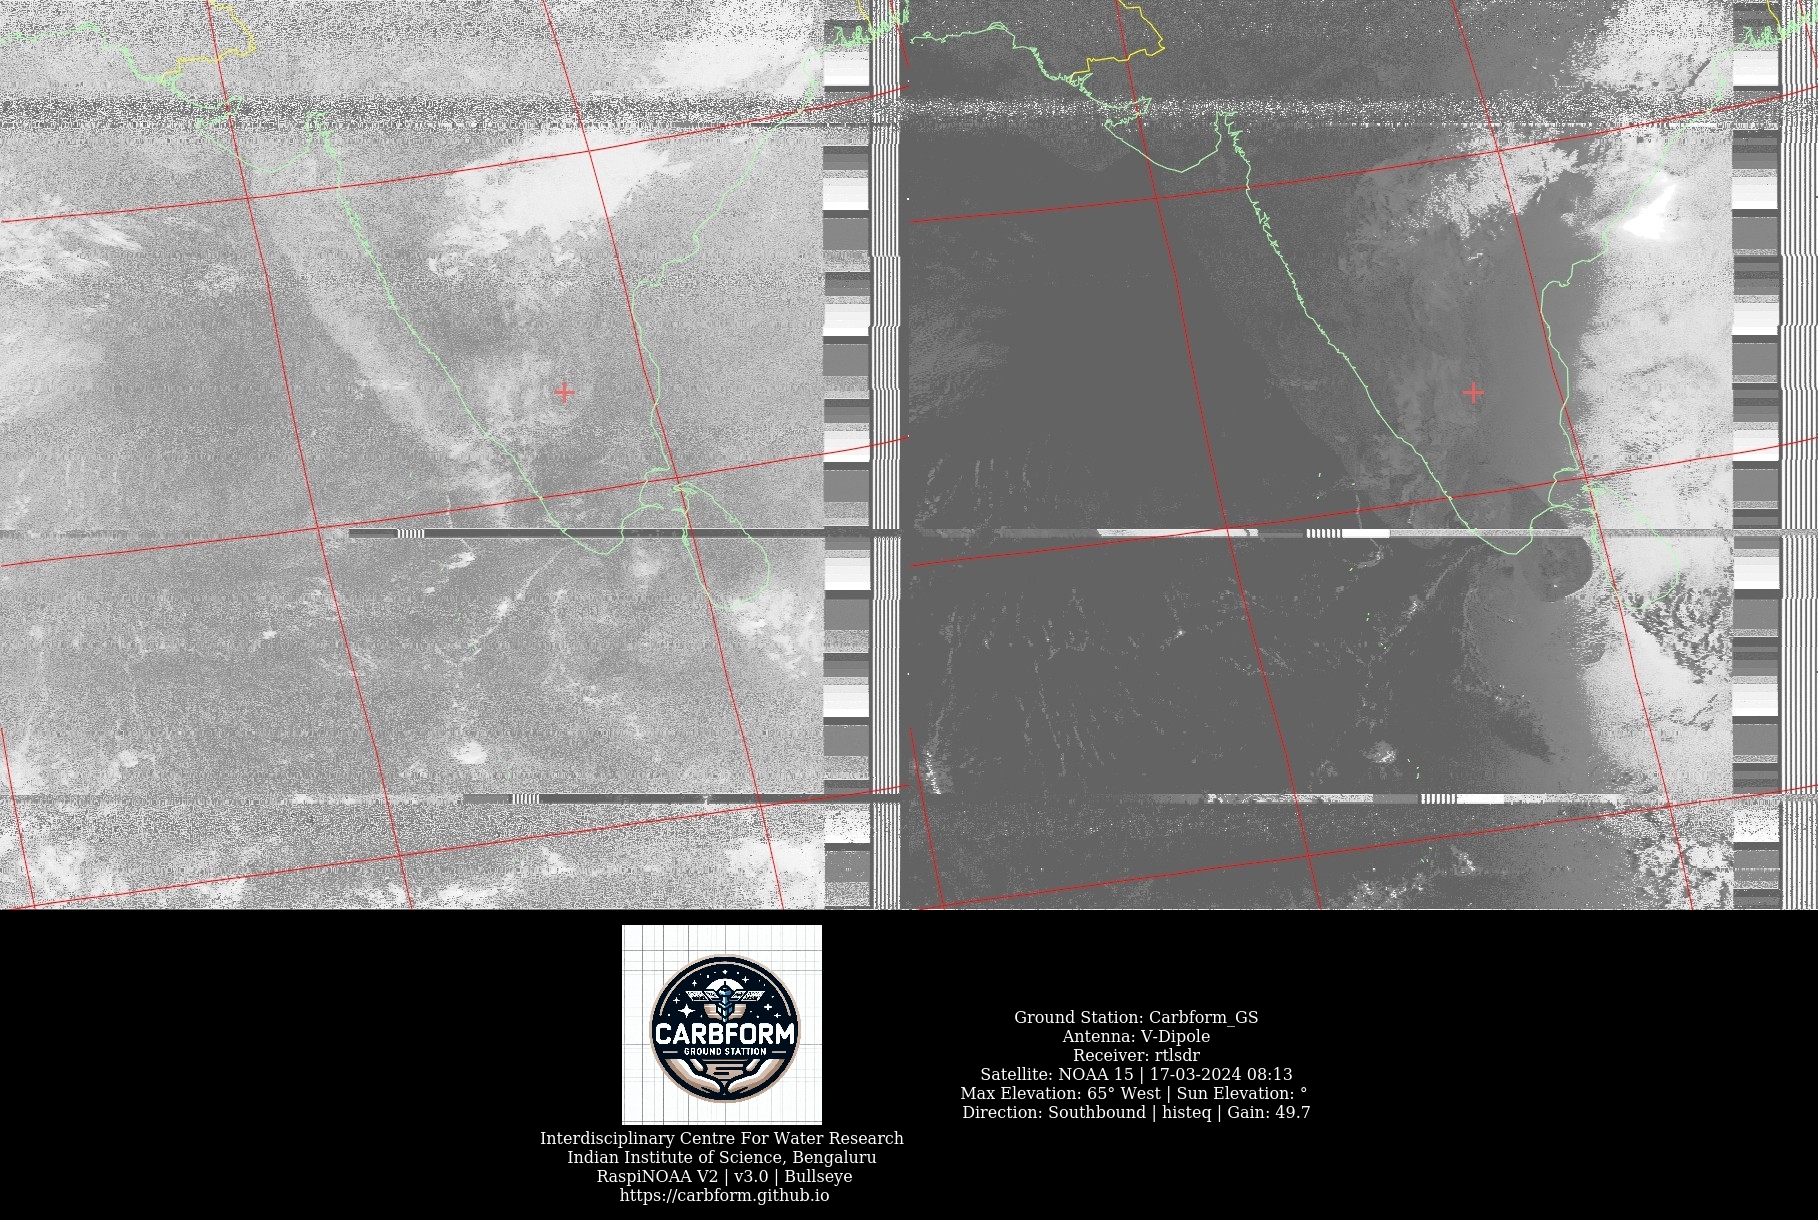 CARBFORM
GROUND STARTION
Interdisciplinary Centre For Water Research
Indian Institute of Science, Bengaluru
RaspiNOAA V2 | v3.0 | Bullseye
https://carbform.github.io
Ground Station: Carbform_GS
Antenna: V-Dipole
Receiver: rtlsdr
Satellite: NOAA 15 | 17-03-2024 08:13
Max Elevation: 65° West | Sun Elevation: °
Direction: Southbound | histeq | Gain: 49.7